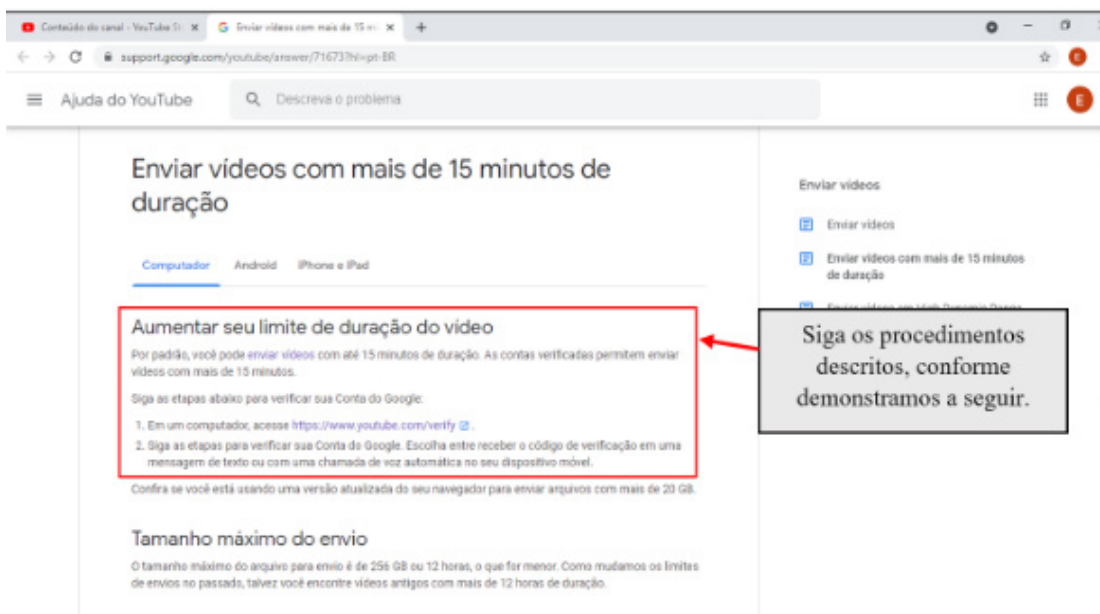 Conteúdo do canal - YouTube St
Enviar vídeos com mais de 15 mi
support.google.com/youtube/answer/71673?hl=pt-BR
Ajuda do YouTube
Descreva o problema
E
Enviar vídeos com mais de 15 minutos de
duração
Computador Android iPhone e iPad
Aumentar seu limite de duração do vídeo
Por padrão, você pode enviar vídeos com até 15 minutos de duração. As contas verificadas permitem enviar
vídeos com mais de 15 minutos.
Siga as etapas abaixo para verificar sua Conta do Google:
1. Em um computador, acesse https://www.youtube.com/verify .
2. Siga as etapas para verificar sua Conta do Google. Escolha entre receber o código de verificação em uma
mensagem de texto ou com uma chamada de voz automática no seu dispositivo móvel.
Confira se você está usando uma versão atualizada do seu navegador para enviar arquivos com mais de 20 GB.
Tamanho máximo do envio
O tamanho máximo do arquivo para envio é de 256 GB ou 12 horas, o que for menor. Como mudamos os limites
de envios no passado, talvez você encontre vídeos antigos com mais de 12 horas de duração.
Enviar vídeos
Enviar vídeos
Enviar vídeos com mais de 15 minutos
de duração
Siga os procedimentos
descritos, conforme
demonstramos a seguir.